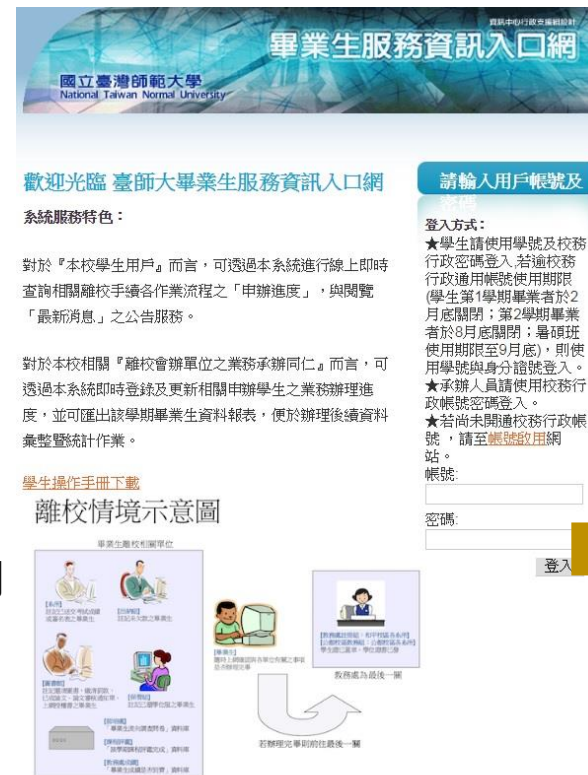 資訊中心行政支援組設計
畢業生服務資訊入口網
國立臺灣師範大學
National Taiwan Normal University
歡迎光臨 臺師大畢業生服務資訊入口網
系統服務特色：
對於『本校學生用戶』而言，可透過本系統進行線上即時
查詢相關離校手續各作業流程之「申辦進度」，與閱覽
「最新消息」之公告服務。
對於本校相關『離校會辦單位之業務承辦同仁』而言，可
透過本系統即時登錄及更新相關申辦學生之業務辦理進
度，並可匯出該學期畢業生資料報表，便於辦理後續資料
彙整暨統計作業。
學生操作手冊下載
離校情境示意圖
畢業生離校相關單位
【畢業生】
教務處為最後一關
若辦理完畢則前往最後一關
請輸入用戶帳號及
密碼
登入方式：
★學生請使用學號及校務
行政密碼登入,若逾校務
行政通用帳號使用期限
(學生第1學期畢業者於2
月底關閉；第2學期畢業
者於8月底關閉；暑碩班
使用期限至9月底)，則使
用學號與身分證號登入。
★承辦人員請使用校務行
政帳號密碼登入。
★若尚未開通校務行政帳
號 ，請至帳號啟用網
站。
帳號:
密碼:
登入